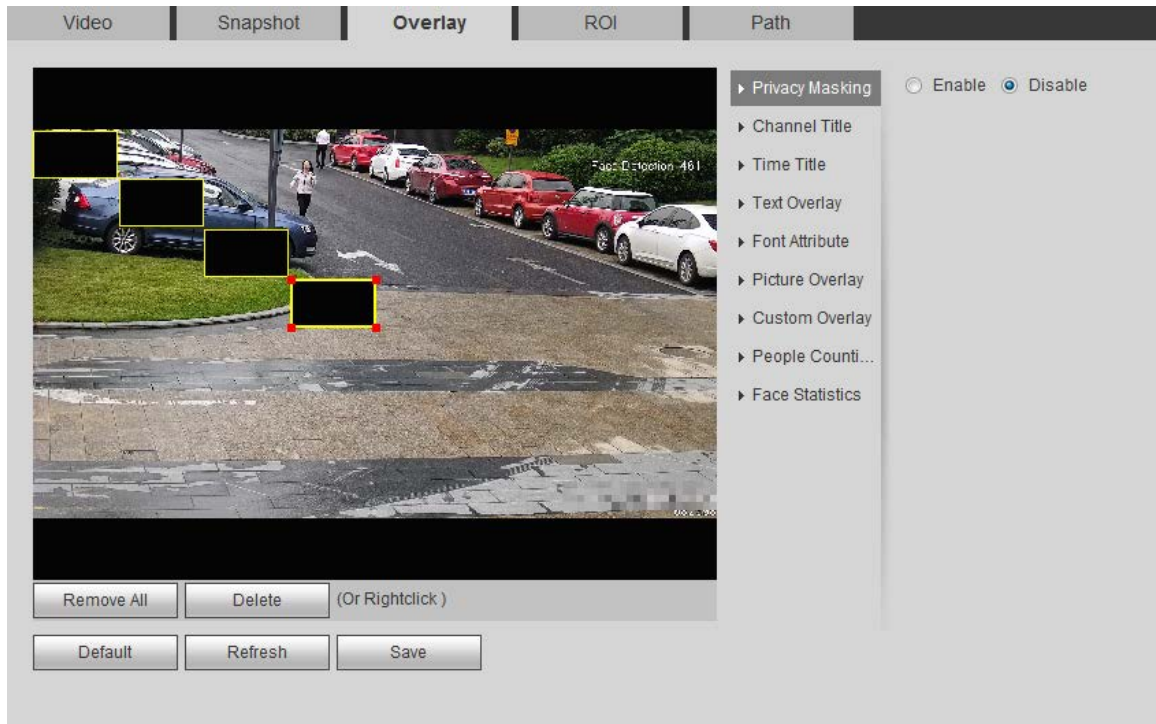 Video
Snapshot
Overlay
ROI
Path
Privacy Masking
Enable
Disable
Channel Title
Time Title
Text Overlay
Font Attribute
Picture Overlay
Custom Overlay
People Counti...
Face Statistics
Face Detection 461
Remove All
Delete
(Or Rightclick )
Default
Refresh
Save